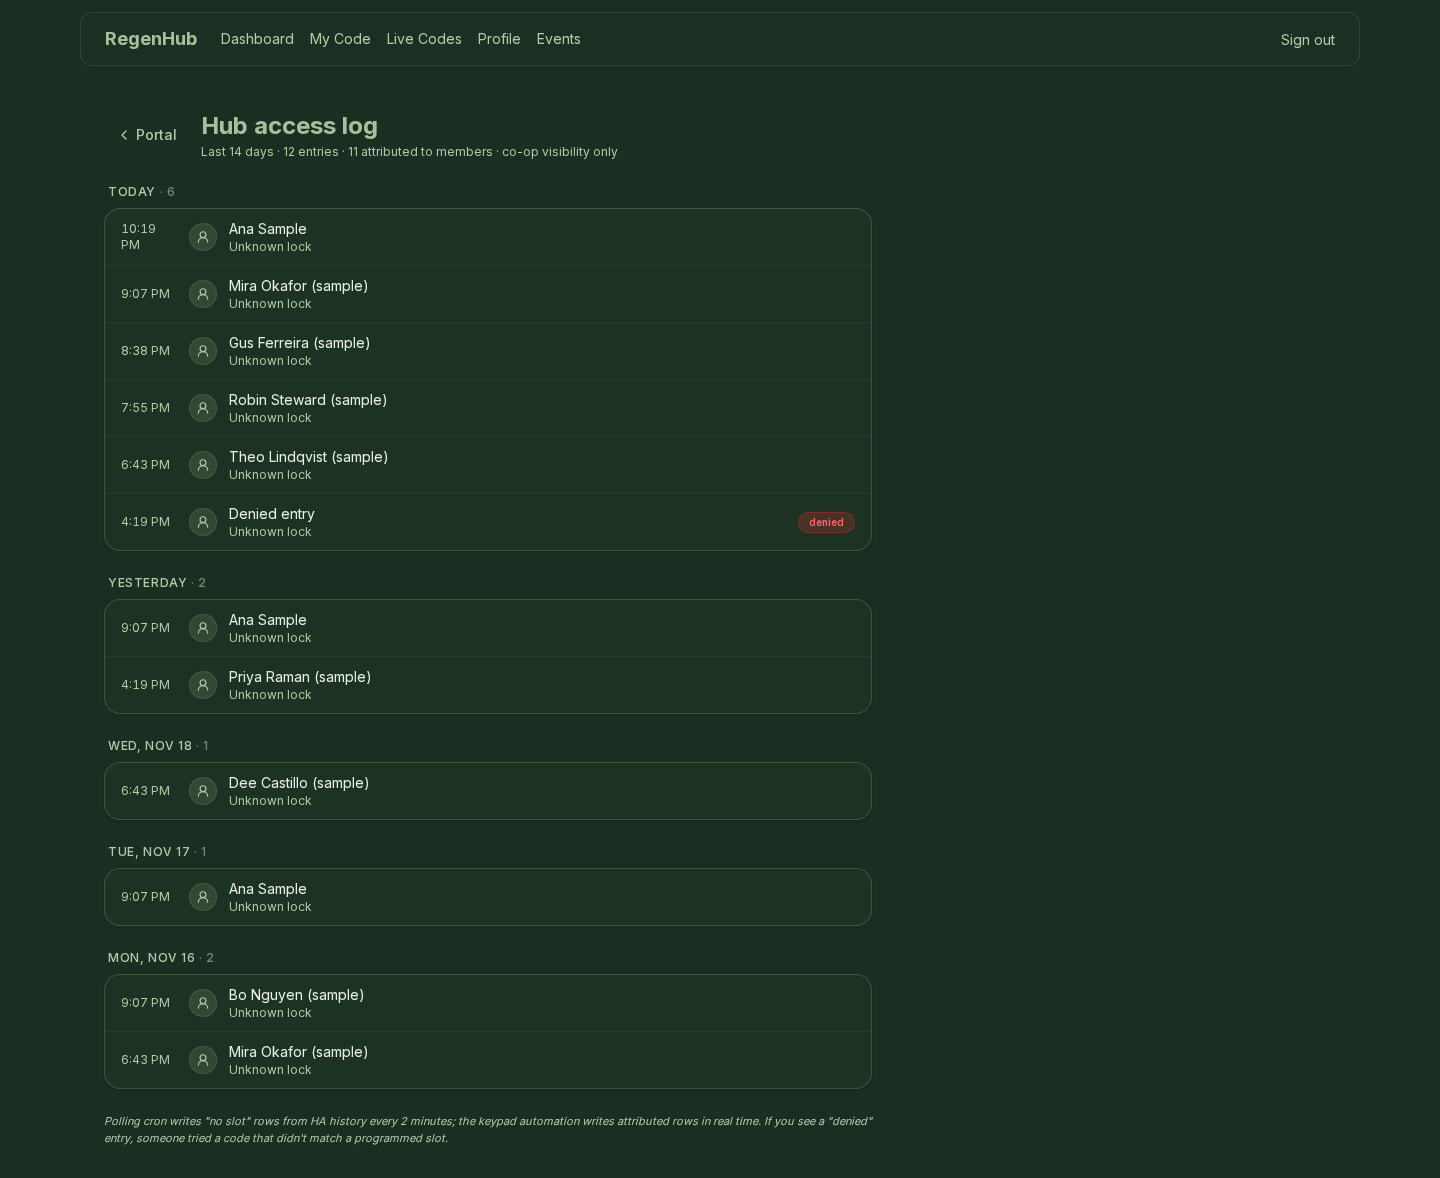 RegenHub Dashboard My Code Live Codes Profile Events Sign out
Portal
Hub access log
Last 14 days · 12 entries · 11 attributed to members · co-op visibility only
TODAY · 6
10:19 PM
Ana Sample
Unknown lock
9:07 PM
Mira Okafor (sample)
Unknown lock
8:38 PM
Gus Ferreira (sample)
Unknown lock
7:55 PM
Robin Steward (sample)
Unknown lock
6:43 PM
Theo Lindqvist (sample)
Unknown lock
4:19 PM
Denied entry
Unknown lock
denied
YESTERDAY · 2
9:07 PM
Ana Sample
Unknown lock
4:19 PM
Priya Raman (sample)
Unknown lock
WED, NOV 18 · 1
6:43 PM
Dee Castillo (sample)
Unknown lock
TUE, NOV 17 · 1
9:07 PM
Ana Sample
Unknown lock
MON, NOV 16 · 2
9:07 PM
Bo Nguyen (sample)
Unknown lock
6:43 PM
Mira Okafor (sample)
Unknown lock
Polling cron writes "no slot" rows from HA history every 2 minutes; the keypad automation writes attributed rows in real time. If you see a "denied"
entry, someone tried a code that didn't match a programmed slot.